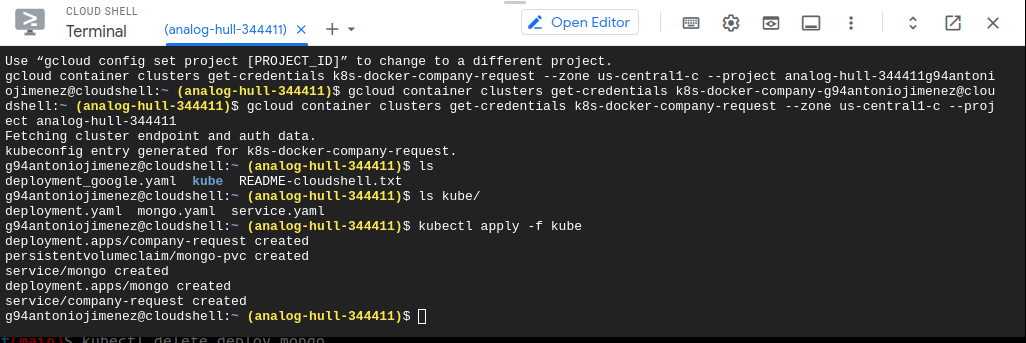 CLOUD SHELL
Terminal
(analog-hull-344411)
Open Editor
Use “gcloud config set project [PROJECT_ID]” to change to a different project.
gcloud container clusters get-credentials k8s-docker-company-request --zone us-central1-c --project analog-hull-344411g94antoni
ojimenez@cloudshell:~ (analog-hull-344411)$ gcloud container clusters get-credentials k8s-docker-company-g94antoniojimenez@clou
dshell:~ (analog-hull-344411)$ gcloud container clusters get-credentials k8s-docker-company-request --zone us-central1-c --proj
ect analog-hull-344411
Fetching cluster endpoint and auth data.
kubeconfig entry generated for k8s-docker-company-request.
g94antoniojimenez@cloudshell:~ (analog-hull-344411)$ ls
deployment_google.yaml  kube  README-cloudshell.txt
g94antoniojimenez@cloudshell:~ (analog-hull-344411)$ ls kube/
deployment.yaml  mongo.yaml  service.yaml
g94antoniojimenez@cloudshell:~ (analog-hull-344411)$ kubectl apply -f kube
deployment.apps/company-request created
persistentvolumeclaim/mongo-pvc created
service/mongo created
deployment.apps/mongo created
service/company-request created
g94antoniojimenez@cloudshell:~ (analog-hull-344411)$
(main)$ kubectl delete deploy mongo